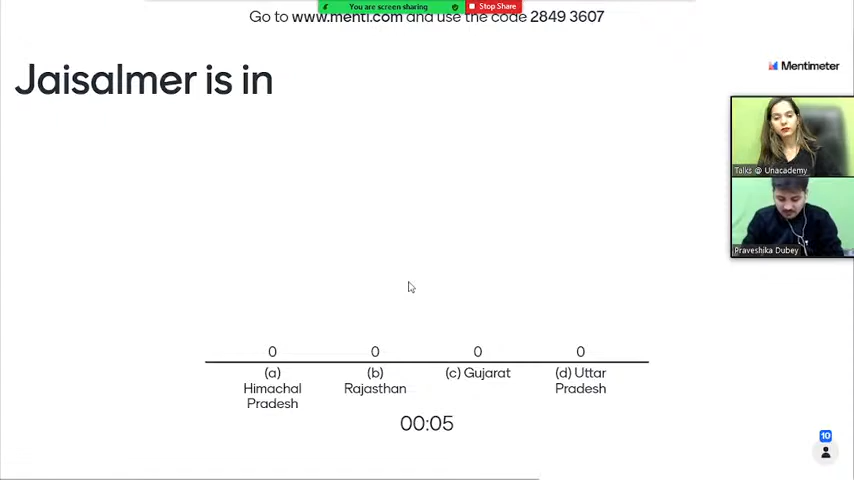 You are screen sharing
Stop Share
Go to www.menti.com and use the code 2849 3607
Jaisalmer is in
Mentimeter
Talks @ Unacademy
Praveshika Dubey
0 0 0 0
(a) Himachal Pradesh
(b) Rajasthan
(c) Gujarat
(d) Uttar Pradesh
00:05
10